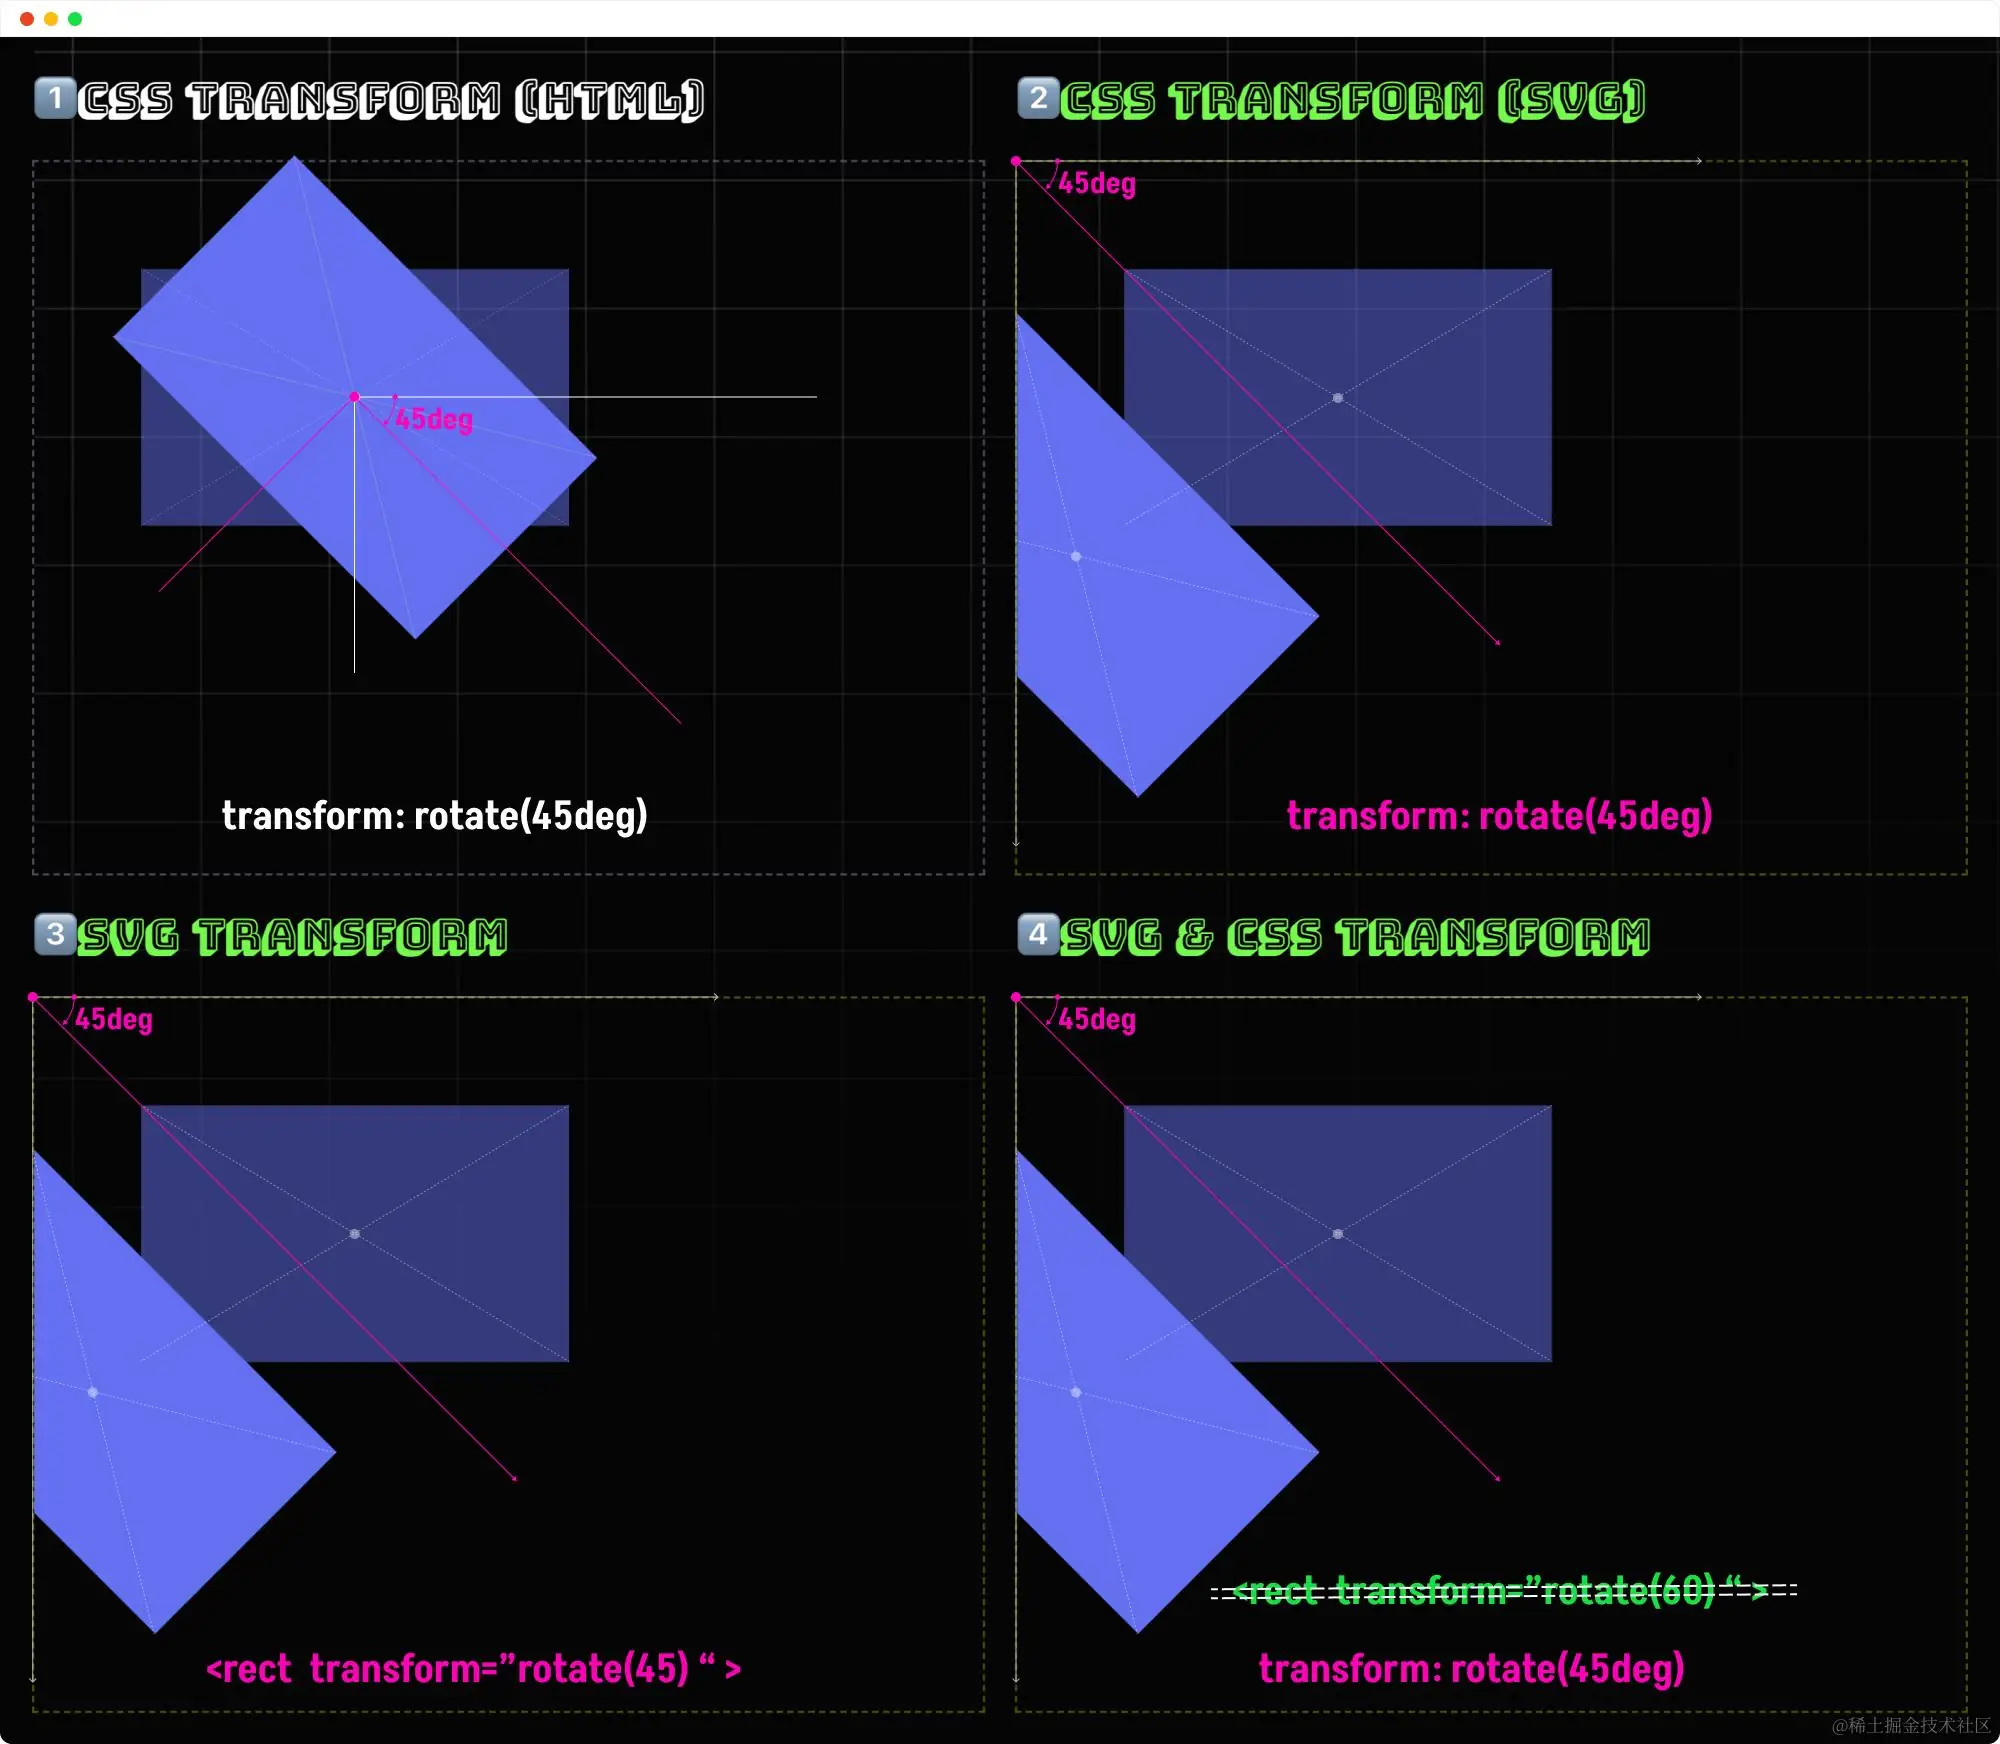 1 CSS TRANSFORM (HTML)
45deg
transform: rotate(45deg)
2 CSS TRANSFORM (SVG)
45deg
transform: rotate(45deg)
3 SVG TRANSFORM
45deg
<rect transform=”rotate(45) “ >
4 SVG & CSS TRANSFORM
45deg
<rect transform=”rotate(60) “ >
transform: rotate(45deg)
@稀土掘金技术社区